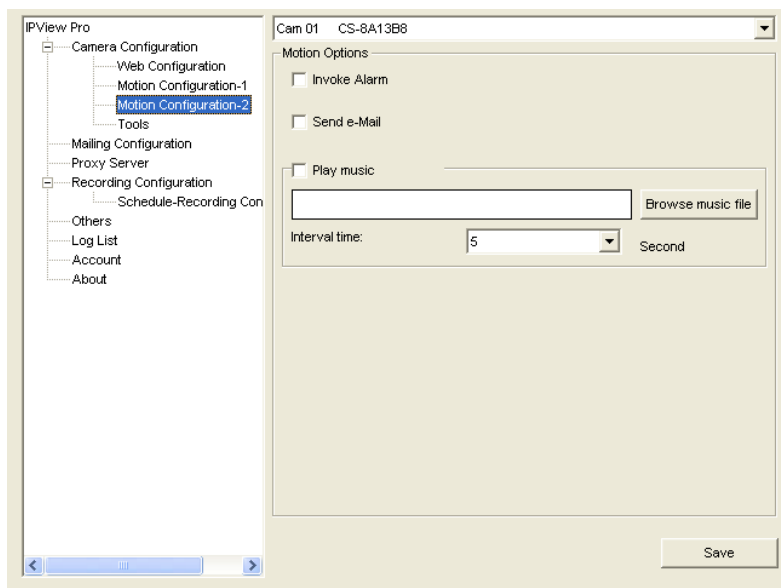 IPView Pro
Camera Configuration
Web Configuration
Motion Configuration-1
Motion Configuration-2
Tools
Mailing Configuration
Proxy Server
Recording Configuration
Schedule-Recording Con
Others
Log List
Account
About
Cam 01 CS-8A13B8
Motion Options
Invoke Alarm
Send e-Mail
Play music
Browse music file
Interval time:
5
Second
Save